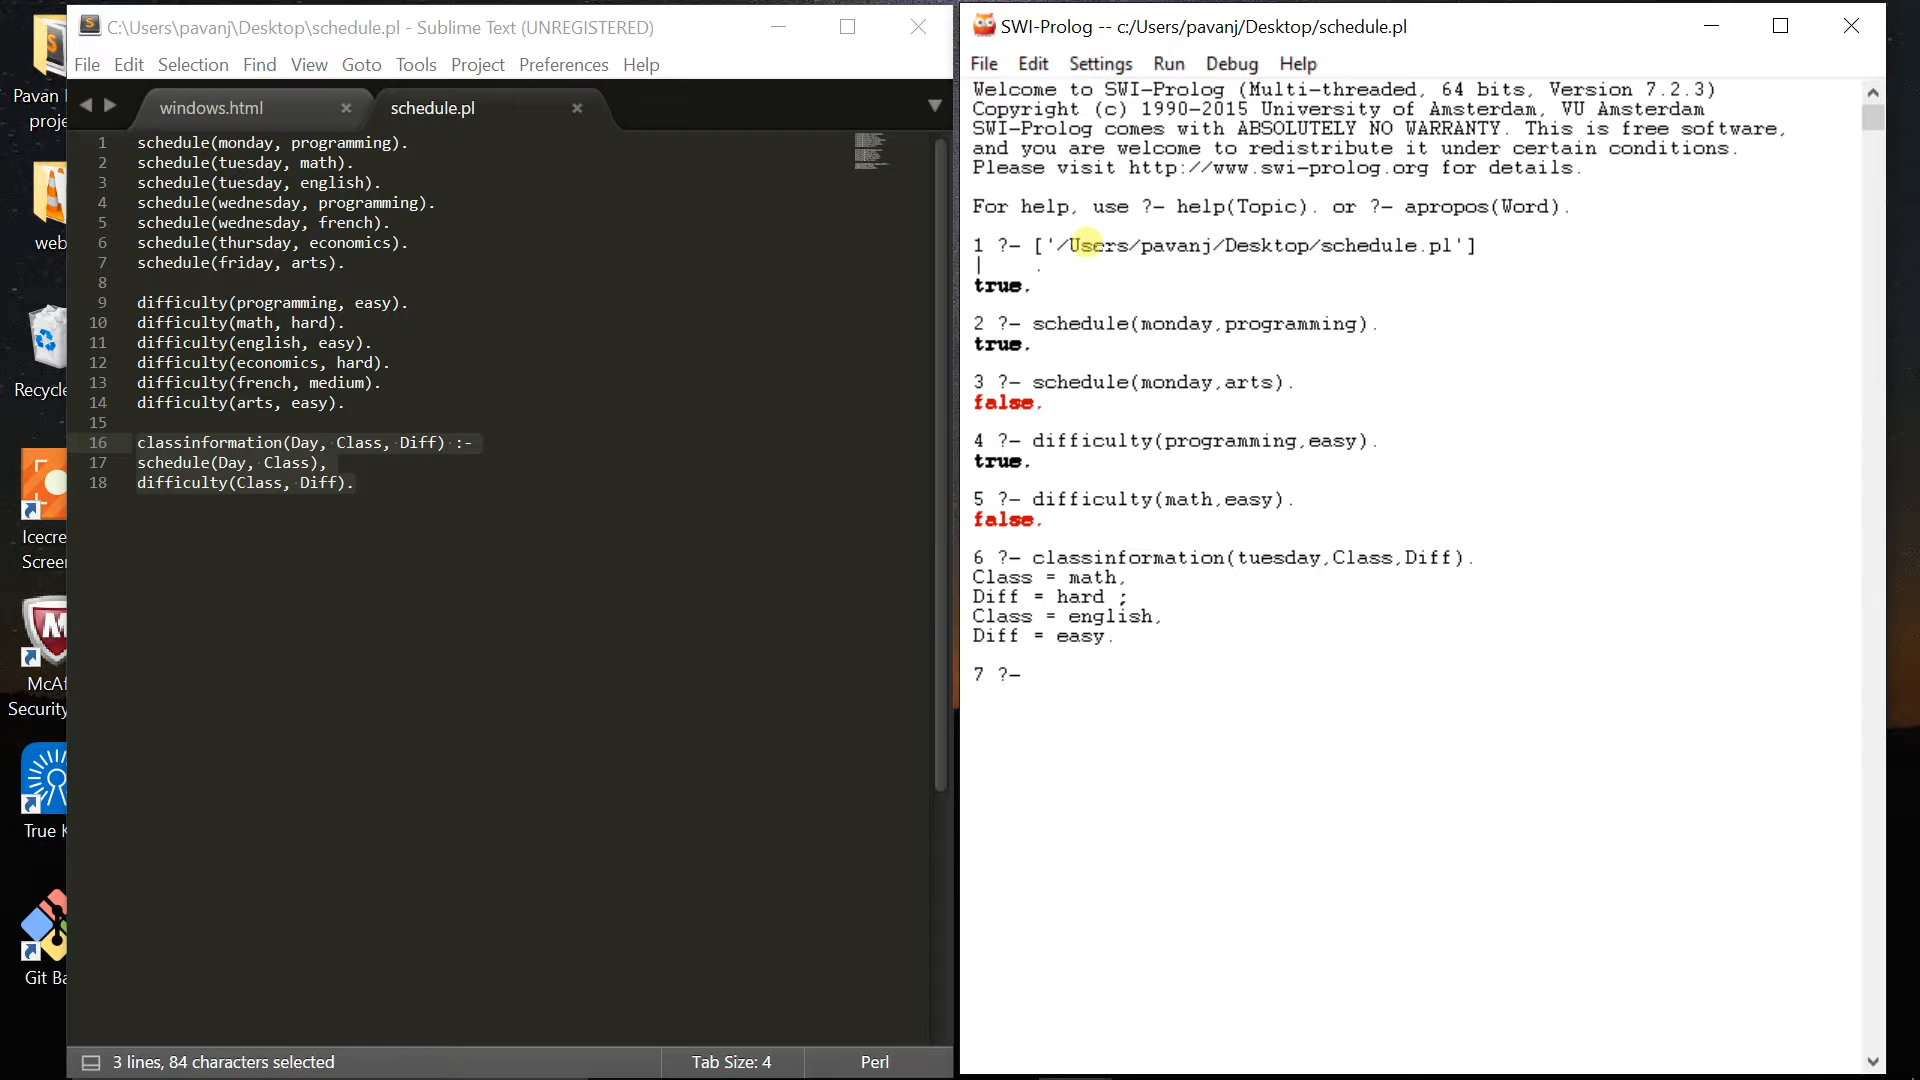 Pavan
proje
web
Recycle
Icecre
Screen
McAf
Security
True K
Git Ba
C:\Users\pavanj\Desktop\schedule.pl - Sublime Text (UNREGISTERED)
File Edit Selection Find View Goto Tools Project Preferences Help
windows.html schedule.pl
1 schedule(monday, programming).
2 schedule(tuesday, math).
3 schedule(tuesday, english).
4 schedule(wednesday, programming).
5 schedule(wednesday, french).
6 schedule(thursday, economics).
7 schedule(friday, arts).
8
9 difficulty(programming, easy).
10 difficulty(math, hard).
11 difficulty(english, easy).
12 difficulty(economics, hard).
13 difficulty(french, medium).
14 difficulty(arts, easy).
15
16 classinformation(Day, Class, Diff) :-
17 schedule(Day, Class),
18 difficulty(Class, Diff).
3 lines, 84 characters selected Tab Size: 4 Perl
SWI-Prolog -- c:/Users/pavanj/Desktop/schedule.pl
File Edit Settings Run Debug Help
Welcome to SWI-Prolog (Multi-threaded, 64 bits, Version 7.2.3)
Copyright (c) 1990-2015 University of Amsterdam, VU Amsterdam
SWI-Prolog comes with ABSOLUTELY NO WARRANTY. This is free software,
and you are welcome to redistribute it under certain conditions.
Please visit http://www.swi-prolog.org for details.
For help, use ?- help(Topic). or ?- apropos(Word).
1 ?- ['/Users/pavanj/Desktop/schedule.pl']
| .
true.
2 ?- schedule(monday,programming).
true.
3 ?- schedule(monday,arts).
false.
4 ?- difficulty(programming,easy).
true.
5 ?- difficulty(math,easy).
false.
6 ?- classinformation(tuesday,Class,Diff).
Class = math,
Diff = hard ;
Class = english,
Diff = easy.
7 ?-